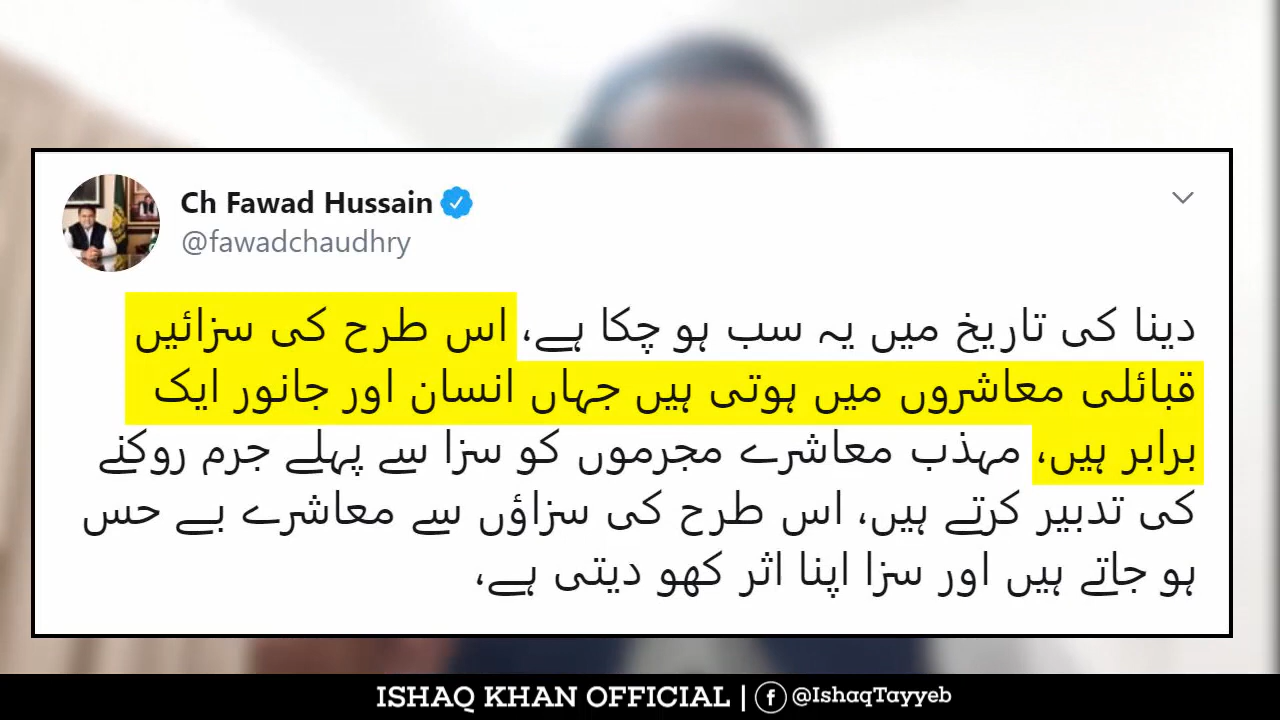 Ch Fawad Hussain
@fawadchaudhry
دینا کی تاریخ میں یہ سب ہو چکا ہے، اس طرح کی سزائیں
قبائلی معاشروں میں ہوتی ہیں جہاں انسان اور جانور ایک
برابر ہیں، مہذب معاشرے مجرموں کو سزا سے پہلے جرم روکنے
کی تدبیر کرتے ہیں، اس طرح کی سزاؤں سے معاشرے بے حس
ہو جاتے ہیں اور سزا اپنا اثر کھو دیتی ہے،
ISHAQ KHAN OFFICIAL | f @IshaqTayyeb